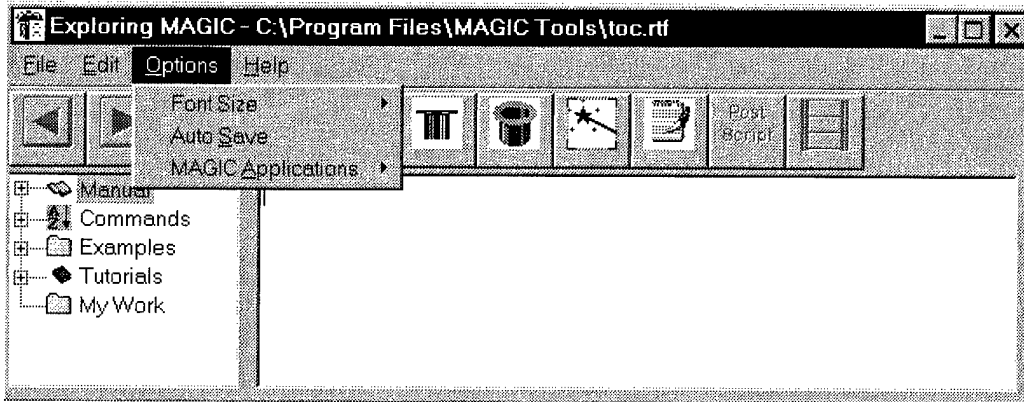 Exploring MAGIC - C:\Program Files\MAGIC Tools\toc.rtf
File Edit Options Help
Font Size
Auto Save
MAGIC Applications
Post Script
Manual
Commands
Examples
Tutorials
My Work